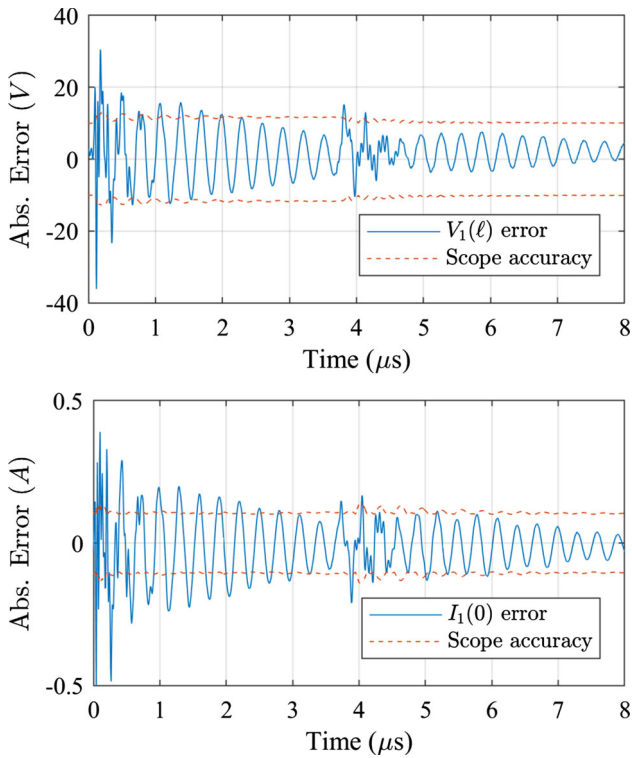 40
20
0
-20
-40
Abs. Error (V)
V₁(ℓ) error
Scope accuracy
0 1 2 3 4 5 6 7 8
Time (μs)
0.5
0
-0.5
Abs. Error (A)
I₁(0) error
Scope accuracy
0 1 2 3 4 5 6 7 8
Time (μs)